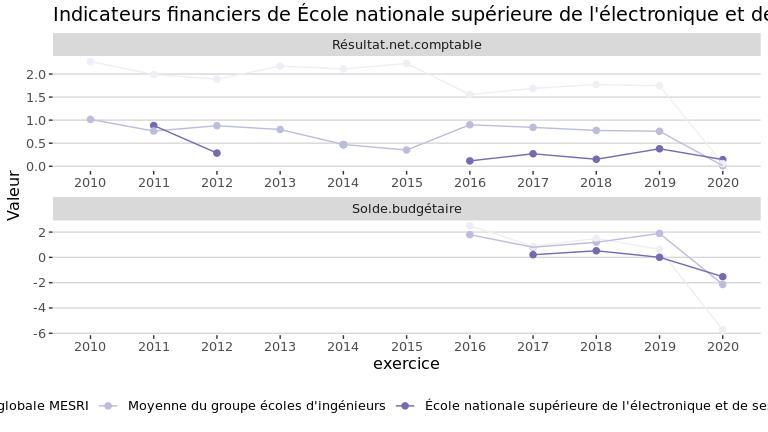 Indicateurs financiers de École nationale supérieure de l'électronique et de
Résultat.net.comptable
2.0
1.5
1.0
0.5
0.0
2010 2011 2012 2013 2014 2015 2016 2017 2018 2019 2020
Valeur
Solde.budgétaire
2
0
-2
-4
-6
2010 2011 2012 2013 2014 2015 2016 2017 2018 2019 2020
exercice
globale MESRI Moyenne du groupe écoles d'ingénieurs École nationale supérieure de l'électronique et de se